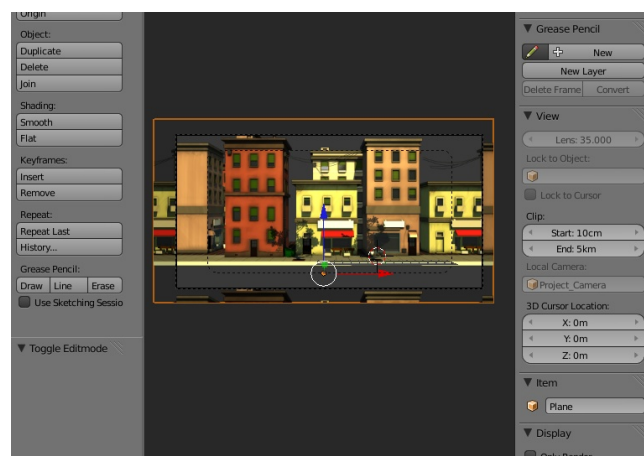 Origin
Object:
Duplicate
Delete
Join
Shading:
Smooth
Flat
Keyframes:
Insert
Remove
Repeat:
Repeat Last
History...
Grease Pencil:
Draw Line Erase
Use Sketching Sessio
Toggle Editmode
Grease Pencil
New
New Layer
Delete Frame Convert
View
Lens: 35.000
Lock to Object:
Lock to Cursor
Clip:
Start: 10cm
End: 5km
Local Camera:
Project_Camera
3D Cursor Location:
X: 0m
Y: 0m
Z: 0m
Item
Plane
Display
Only Render